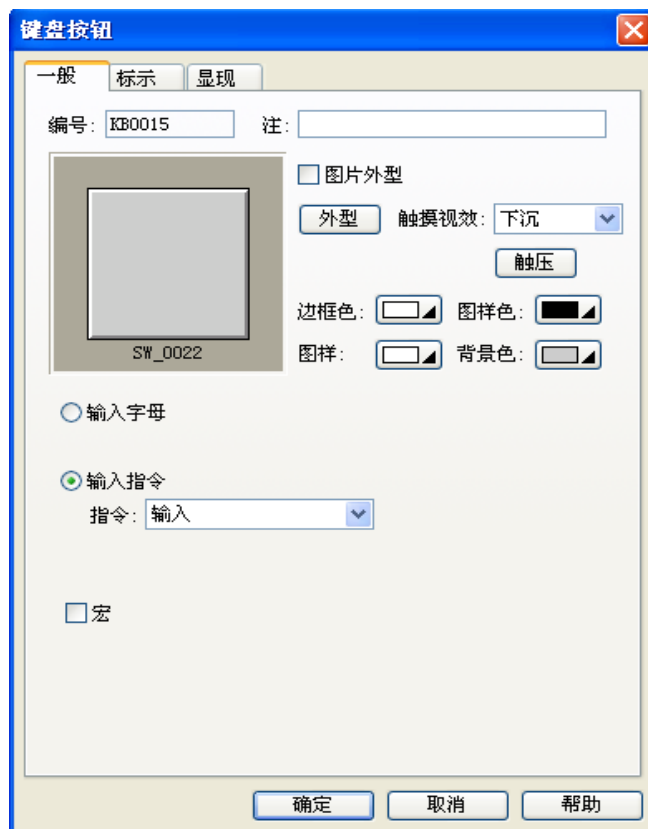 键盘按钮
一般 标示 显现
编号: KB0015 注:
图片外型
外型 触摸视效: 下沉
触压
边框色: 图样色:
SW_0022
图样: 背景色:
输入字母
输入指令
指令: 输入
宏
确定 取消 帮助